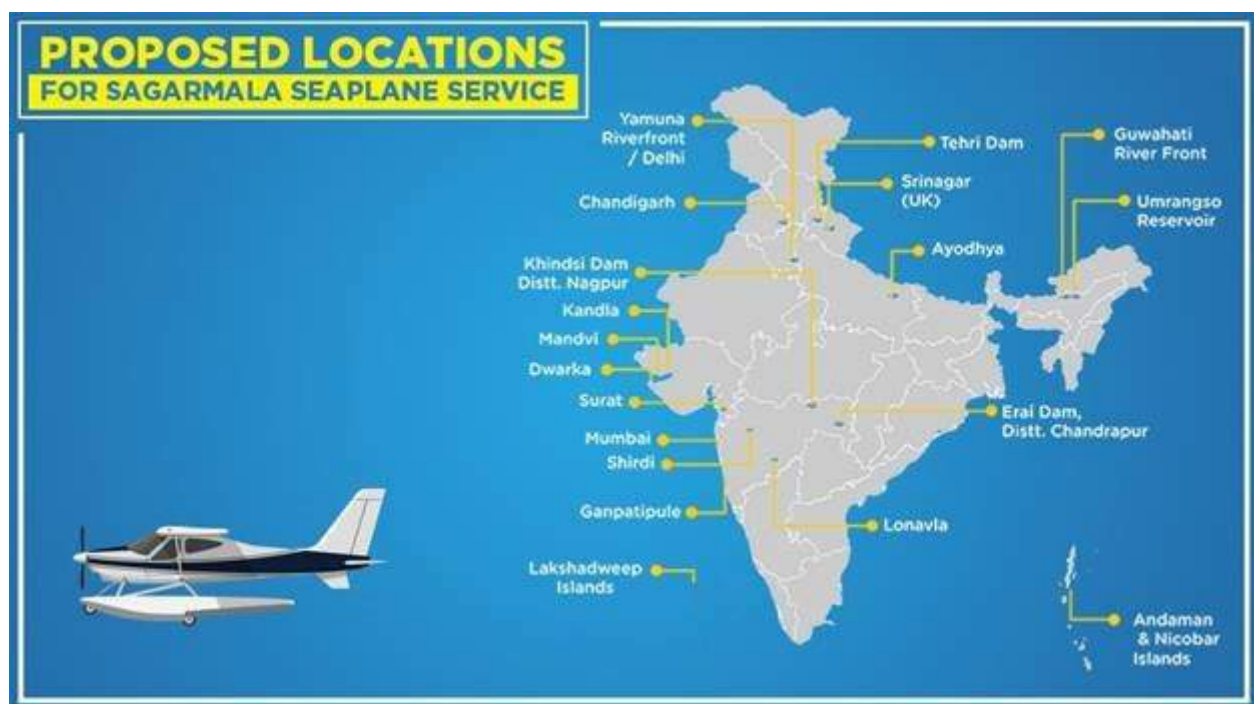 PROPOSED LOCATIONS
FOR SAGARMALA SEAPLANE SERVICE
Yamuna
Riverfront
/ Delhi
Chandigarh
Khindsi Dam
Distt. Nagpur
Kandla
Mandvi
Dwarka
Surat
Mumbai
Shirdi
Ganpatipule
Lakshadweep
Islands
Tehri Dam
Srinagar
(UK)
Ayodhya
Guwahati
River Front
Umrangso
Reservoir
Erai Dam,
Distt. Chandrapur
Lonavla
Andaman
& Nicobar
Islands